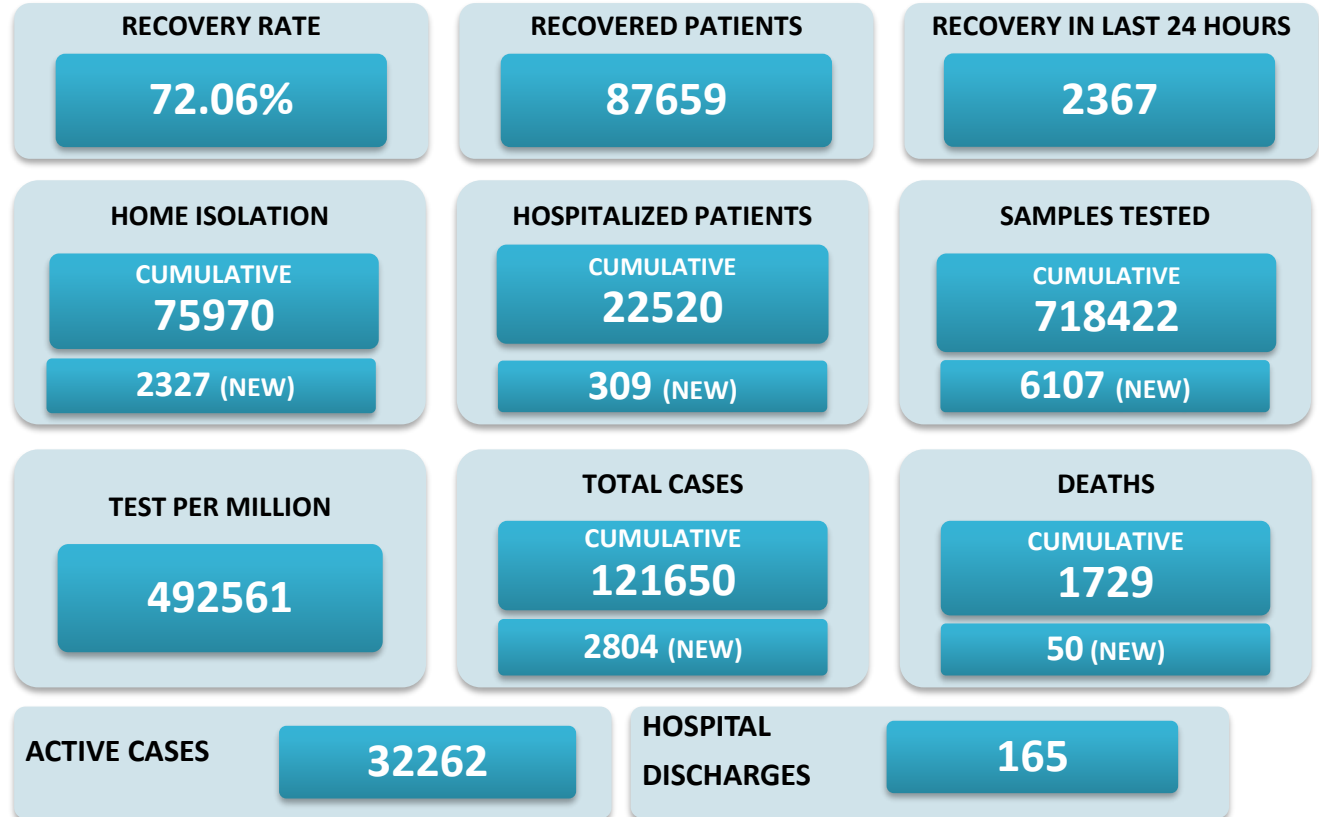 RECOVERY RATE
72.06%
RECOVERED PATIENTS
87659
RECOVERY IN LAST 24 HOURS
2367
HOME ISOLATION
CUMULATIVE
75970
2327 (NEW)
HOSPITALIZED PATIENTS
CUMULATIVE
22520
309 (NEW)
SAMPLES TESTED
CUMULATIVE
718422
6107 (NEW)
TEST PER MILLION
492561
TOTAL CASES
CUMULATIVE
121650
2804 (NEW)
DEATHS
CUMULATIVE
1729
50 (NEW)
ACTIVE CASES
32262
HOSPITAL
DISCHARGES
165